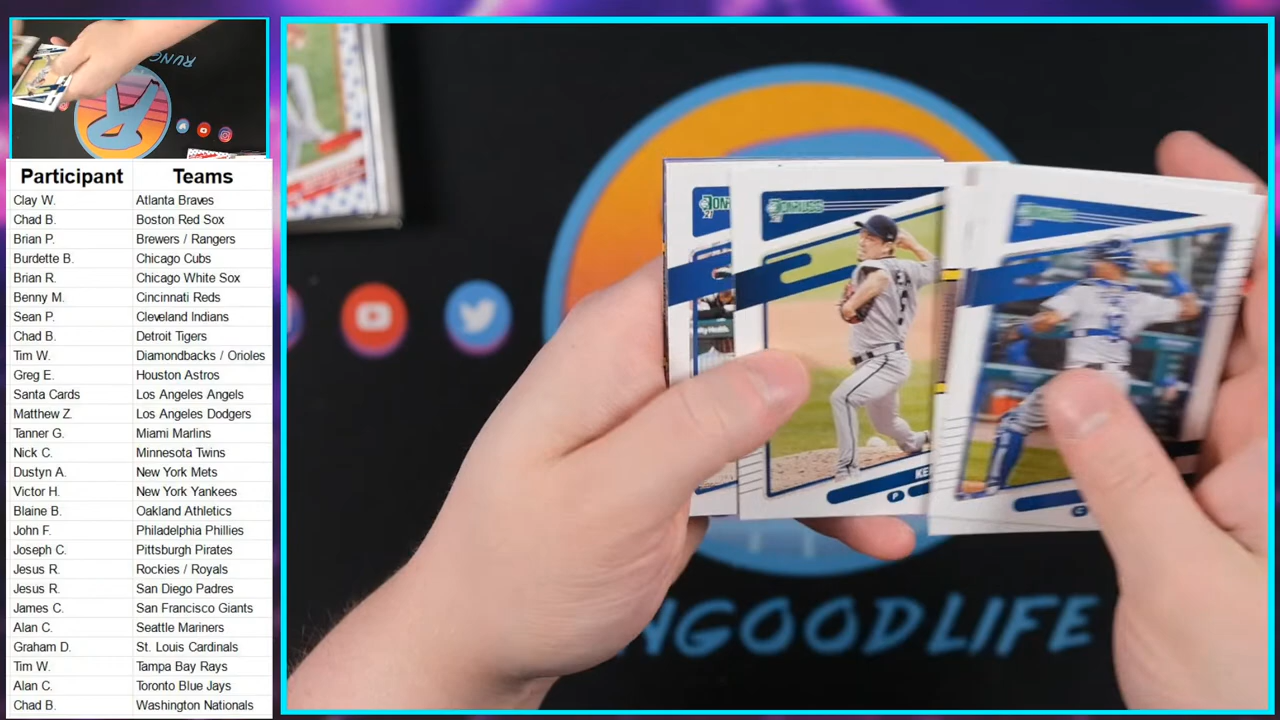 RUNG
Participant Teams
Clay W. Atlanta Braves
Chad B. Boston Red Sox
Brian P. Brewers / Rangers
Burdette B. Chicago Cubs
Brian R. Chicago White Sox
Benny M. Cincinnati Reds
Sean P. Cleveland Indians
Chad B. Detroit Tigers
Tim W. Diamondbacks / Orioles
Greg E. Houston Astros
Santa Cards Los Angeles Angels
Matthew Z. Los Angeles Dodgers
Tanner G. Miami Marlins
Nick C. Minnesota Twins
Dustyn A. New York Mets
Victor H. New York Yankees
Blaine B. Oakland Athletics
John F. Philadelphia Phillies
Joseph C. Pittsburgh Pirates
Jesus R. Rockies / Royals
Jesus R. San Diego Padres
James C. San Francisco Giants
Alan C. Seattle Mariners
Graham D. St. Louis Cardinals
Tim W. Tampa Bay Rays
Alan C. Toronto Blue Jays
Chad B. Washington Nationals
DONRUSS
KE
P
NGOODLIFE